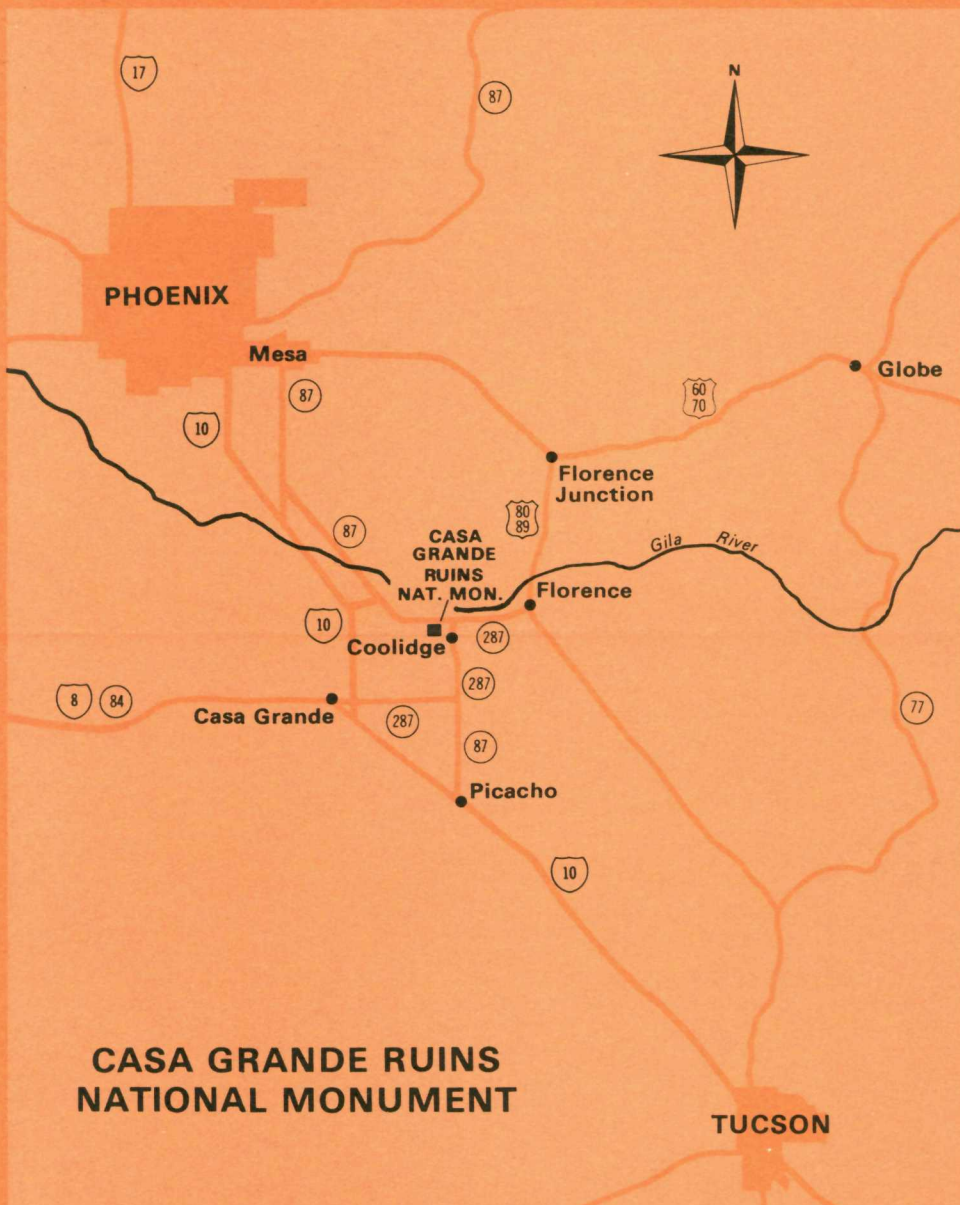 17
87
N
PHOENIX
Mesa
87
10
60
70
Globe
Florence
Junction
80
89
87
CASA
GRANDE
RUINS
NAT. MON.
Gila River
Florence
10
Coolidge
287
287
8
84
Casa Grande
287
77
87
Picacho
10
CASA GRANDE RUINS
NATIONAL MONUMENT
TUCSON